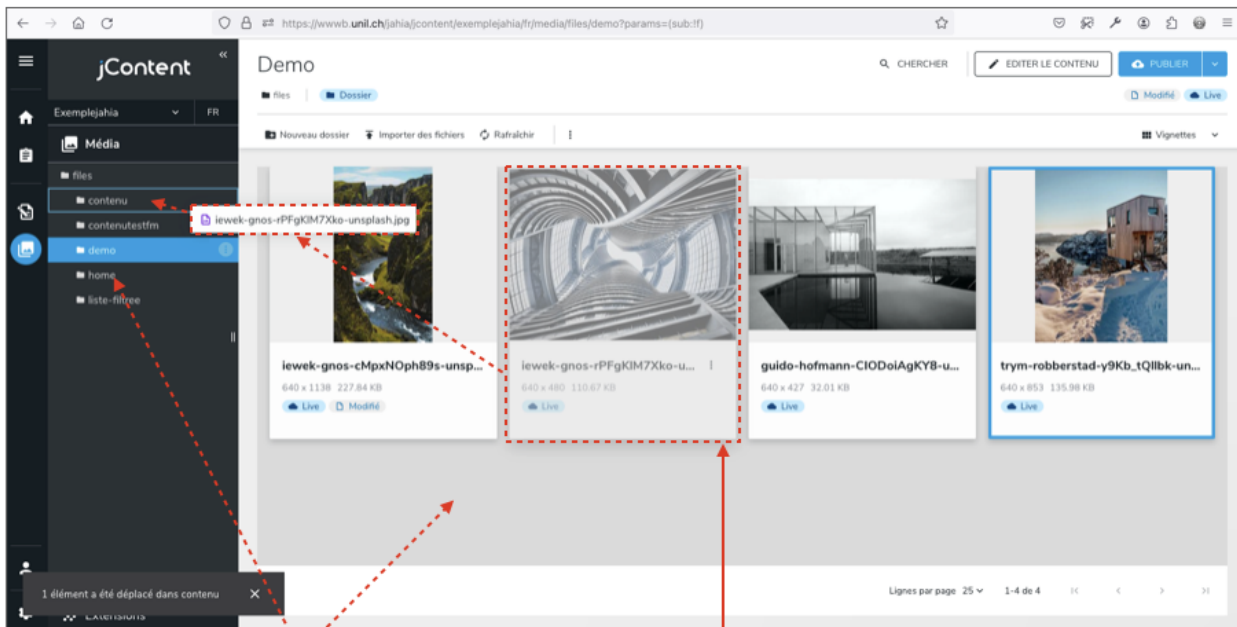 https://wwwb.unil.ch/jahia/jcontent/exemplejahia/fr/media/files/demo?params=(sub:!f)
jContent
Demo
CHERCHER
EDITER LE CONTENU
PUBLIER
files
Dossier
Modifié
Live
Exemplejahia
FR
Média
Nouveau dossier
Importer des fichiers
Rafraîchir
Vignettes
files
contenu
contenutestfm
demo
home
liste-filtree
iewek-gnos-rPFgKlM7Xko-unsplash.jpg
iewek-gnos-cMpxNOph89s-unsp...
640 x 1138 227.84 KB
Live Modifié
iewek-gnos-rPFgKlM7Xko-u...
640 x 480 110.67 KB
Live
guido-hofmann-CIODoiAgKY8-u...
640 x 427 32.01 KB
Live
trym-robberstad-y9Kb_tQllbk-un...
640 x 853 135.98 KB
Live
1 élément a été déplacé dans contenu
Extensions
Lignes par page 25
1-4 de 4